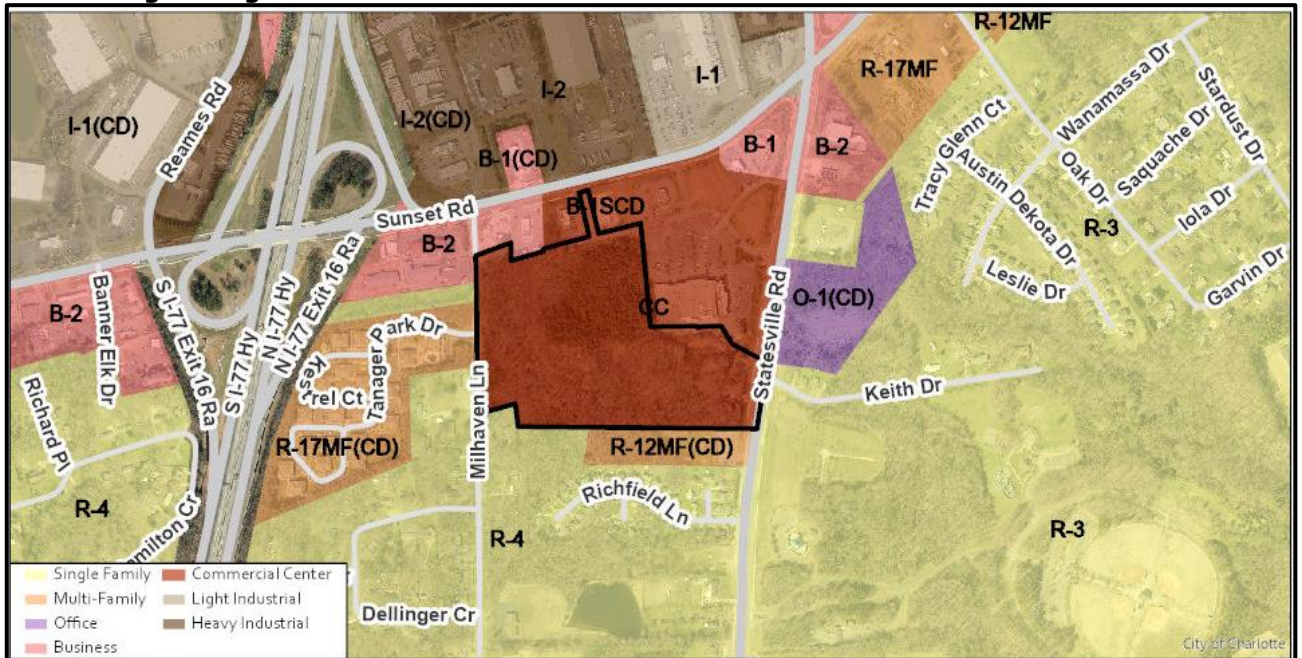 R-12MF
R-17MF
I-2
I-1
I-1(CD)
I-2(CD)
Reames Rd
Wanamassa Dr
Stardust Dr
Saquache Dr
Tracy Glenn Ct
Austin Dekota Dr
Oak Dr
Iola Dr
B-1(CD)
B-1
B-2
Sunset Rd
SCD
B-2
R-3
Leslie Dr
Garvin Dr
O-1(CD)
CC
B-2
Banner Elk Dr
S I-77 Exit 16 Ra
S I-77 Hy
N I-77 Hy
N I-77 Exit 16 Ra
Tanager Park Dr
Statesville Rd
Keith Dr
Richard Pl
R-17MF(CD)
Milhaven Ln
R-12MF(CD)
Richfield Ln
R-4
R-4
R-3
Dellinger Cr
Single Family
Multi-Family
Office
Business
Commercial Center
Light Industrial
Heavy Industrial
City of Charlotte